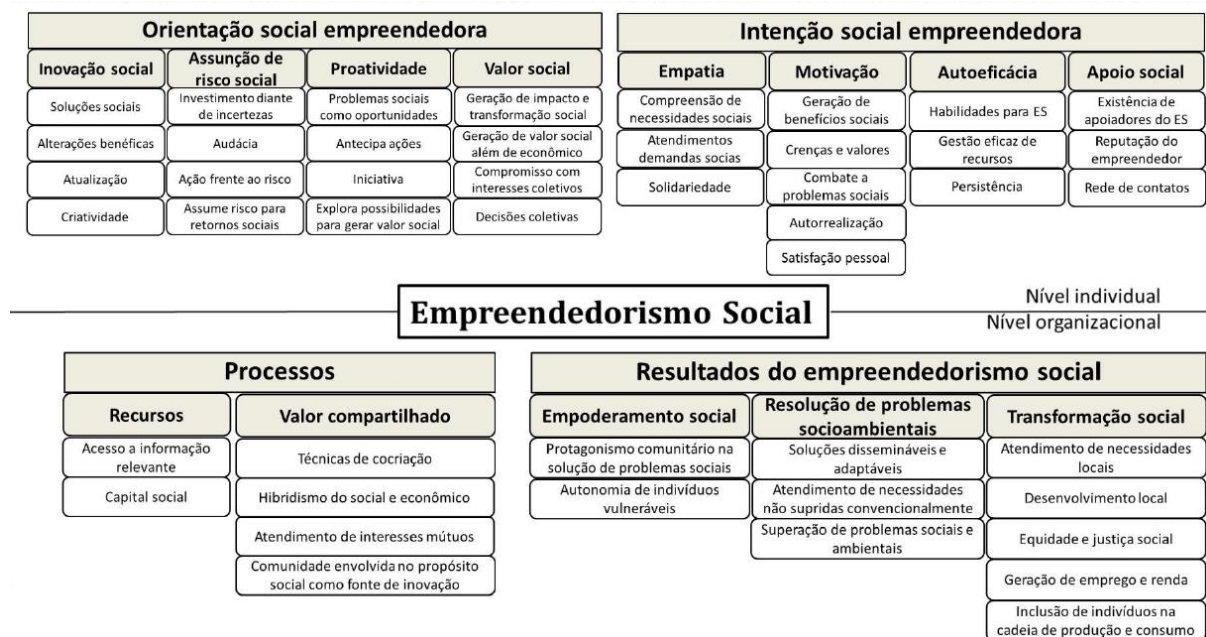 Orientação social empreendedora
Inovação social
Soluções sociais
Alterações benéficas
Atualização
Criatividade
Assunção de
risco social
Investimento diante
de incertezas
Audácia
Ação frente ao risco
Assume risco para
retornos sociais
Proatividade
Problemas sociais
como oportunidades
Antecipa ações
Iniciativa
Explora possibilidades
para gerar valor social
Valor social
Geração de impacto e
transformação social
Geração de valor social
além de econômico
Compromisso com
interesses coletivos
Decisões coletivas
Intenção social empreendedora
Empatia
Compreensão de
necessidades sociais
Atendimentos
demandas socias
Solidariedade
Motivação
Geração de
benefícios sociais
Crenças e valores
Combate a
problemas sociais
Autorrealização
Satisfação pessoal
Autoeficácia
Habilidades para ES
Gestão eficaz de
recursos
Persistência
Apoio social
Existência de
apoiadores do ES
Reputação do
empreendedor
Rede de contatos
Empreendedorismo Social
Nível individual
Nível organizacional
Processos
Recursos
Acesso a informação
relevante
Capital social
Valor compartilhado
Técnicas de cocriação
Hibridismo do social e econômico
Atendimento de interesses mútuos
Comunidade envolvida no propósito
social como fonte de inovação
Resultados do empreendedorismo social
Empoderamento social
Protagonismo comunitário na
solução de problemas sociais
Autonomia de indivíduos
vulneráveis
Resolução de problemas
socioambientais
Soluções dissemináveis e
adaptáveis
Atendimento de necessidades
não supridas convencionalmente
Superação de problemas sociais e
ambientais
Transformação social
Atendimento de necessidades
locais
Desenvolvimento local
Equidade e justiça social
Geração de emprego e renda
Inclusão de indivíduos na
cadeia de produção e consumo